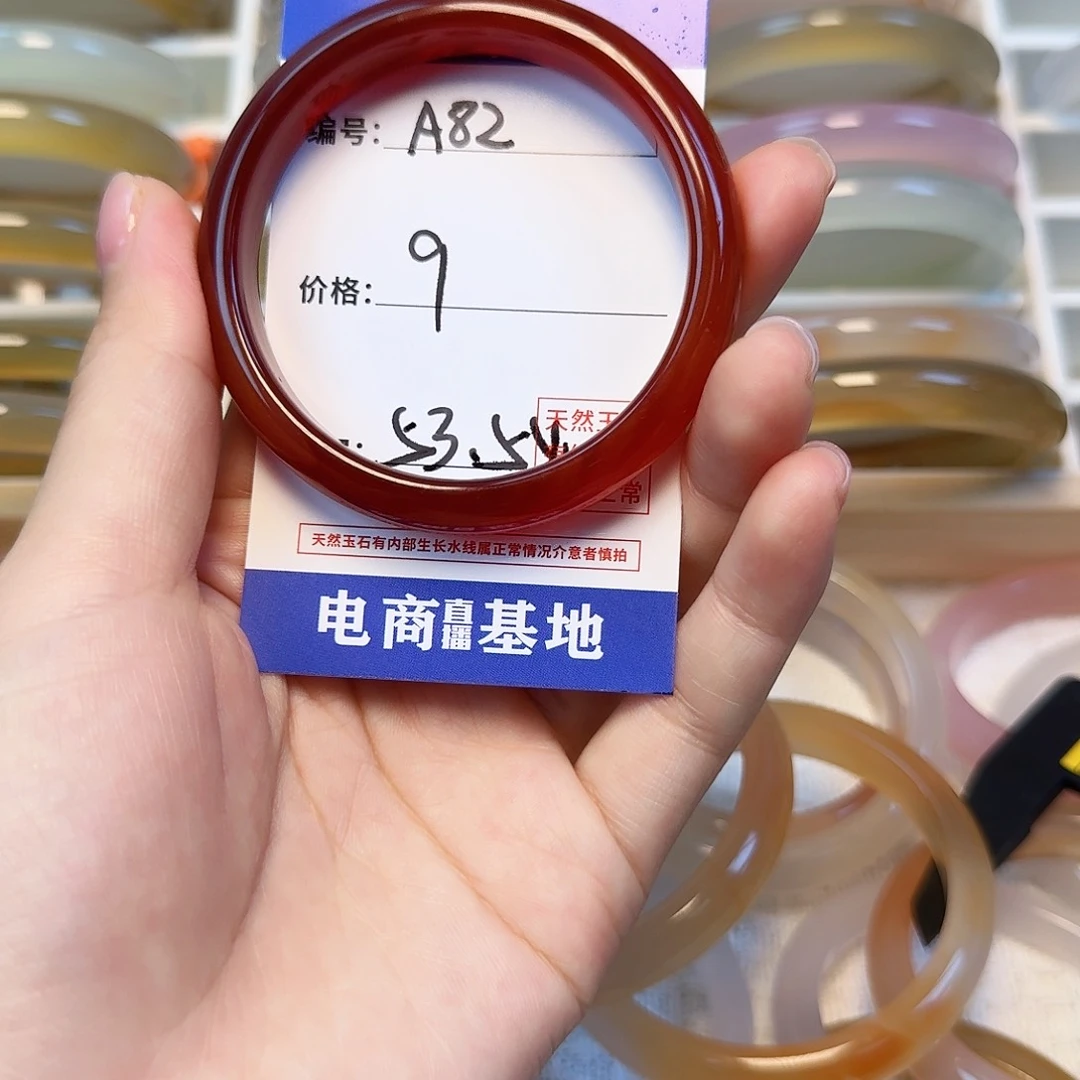 编号: A82
价格: 9
53.54
天然玉
正常
天然玉石有内部生长水线属正常情况介意者慎拍
电商直播基地